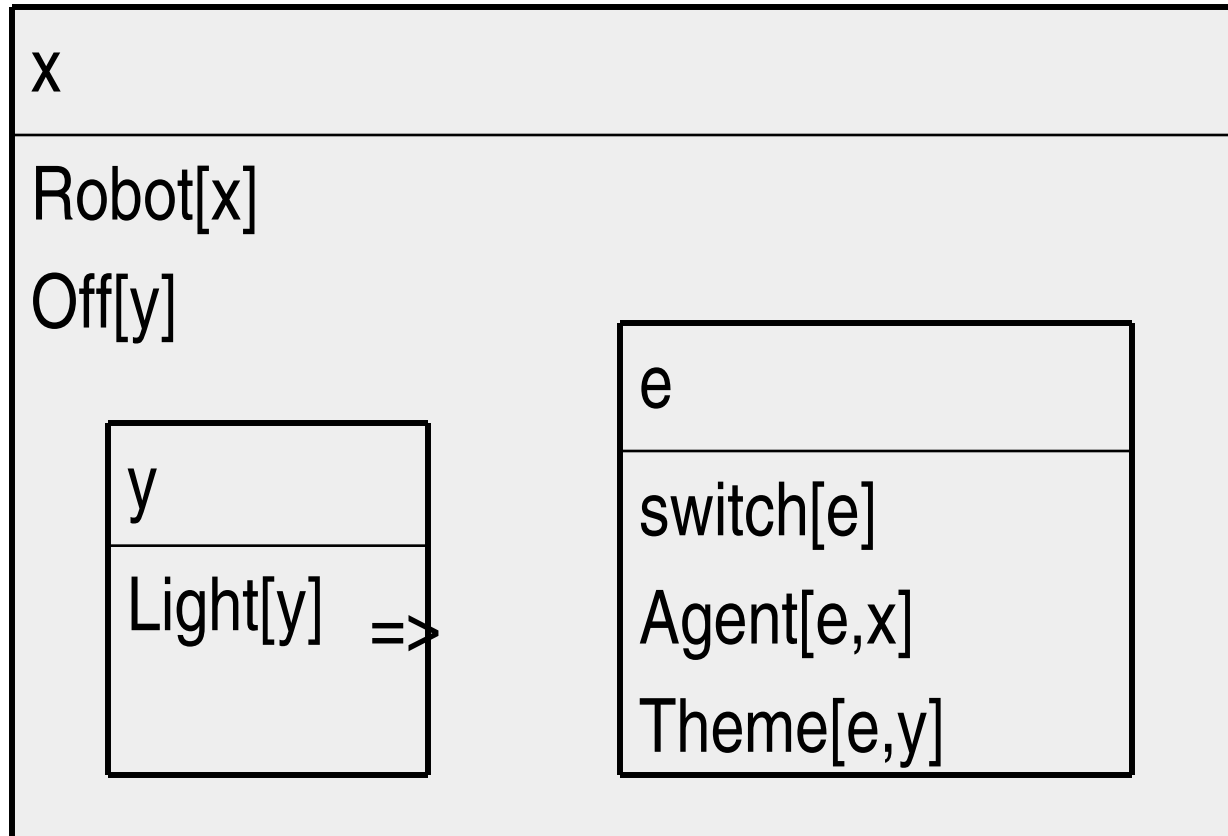 x
Robot[x]
Off[y]
y
Light[y]
=>
e
switch[e]
Agent[e,x]
Theme[e,y]